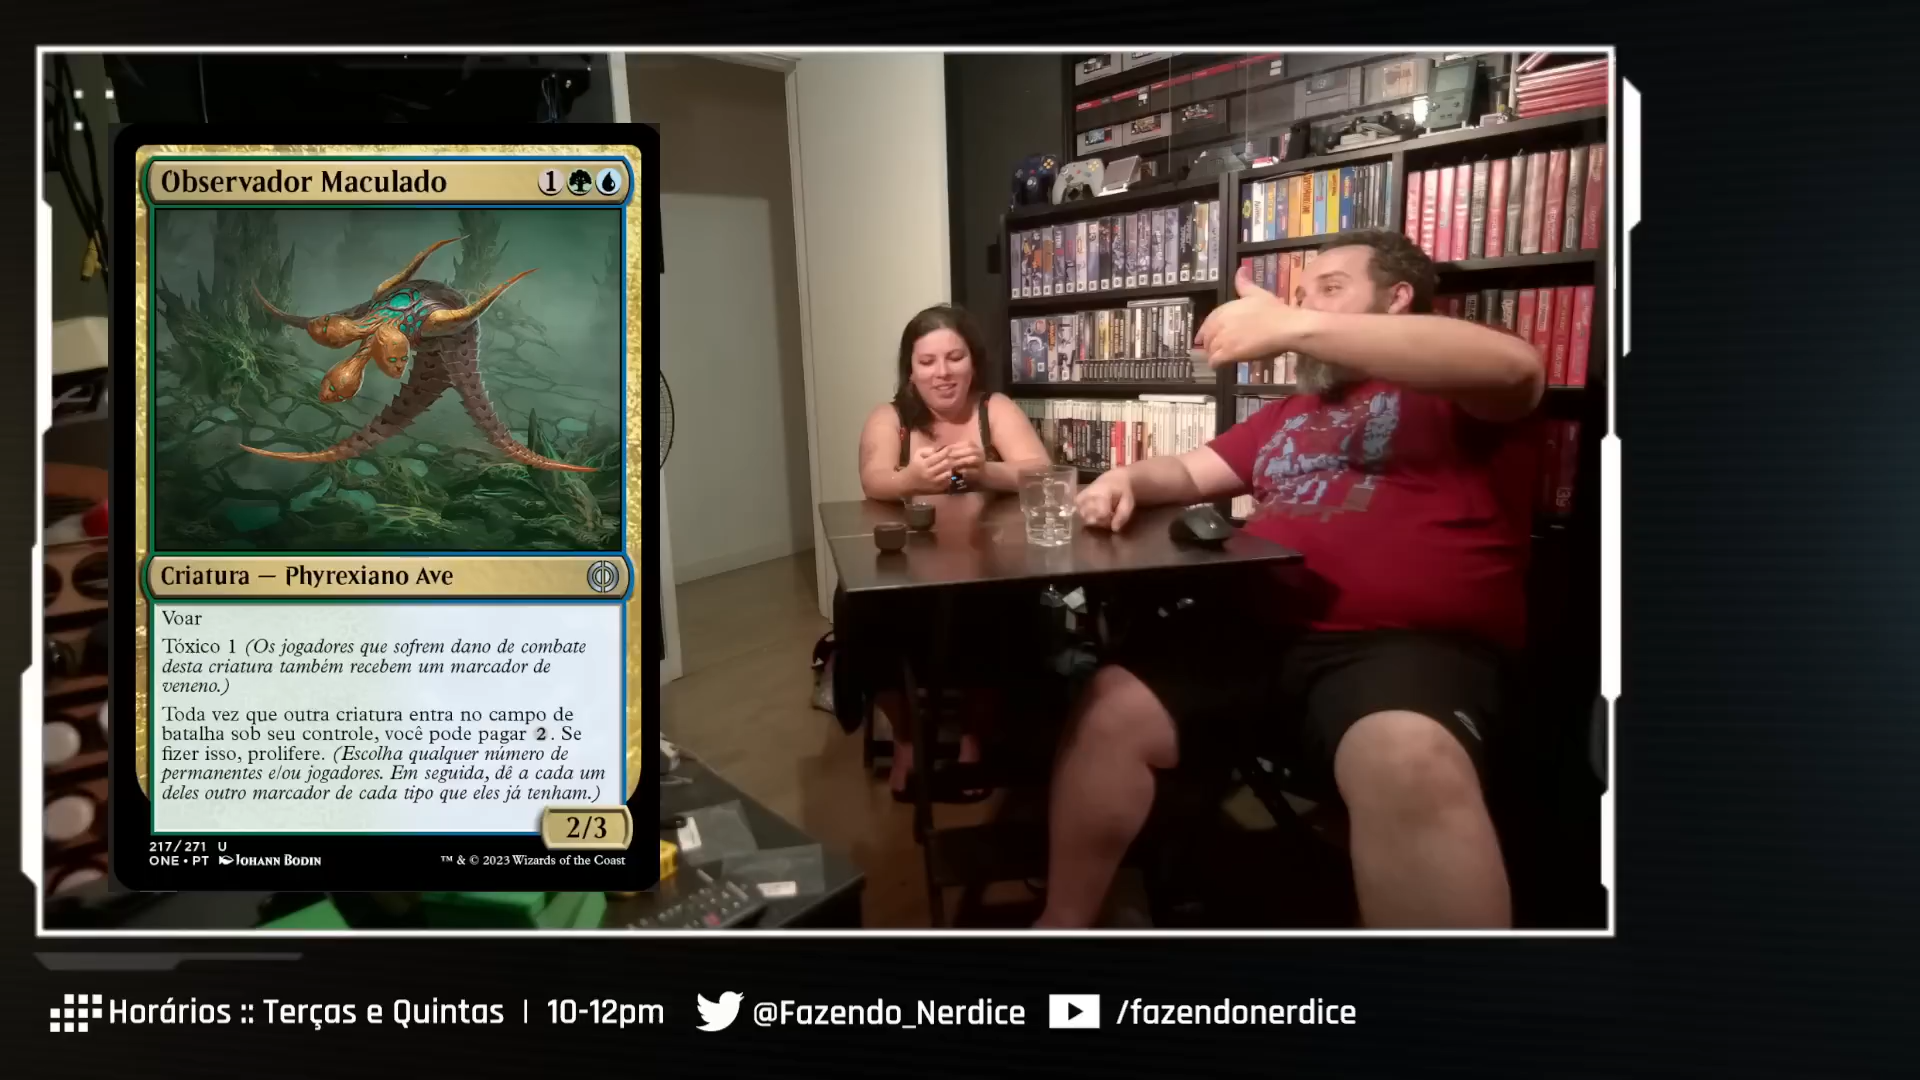 Observador Maculado 1
Criatura — Phyrexiano Ave
Voar
Tóxico 1 (Os jogadores que sofrem dano de combate
desta criatura também recebem um marcador de
veneno.)
Toda vez que outra criatura entra no campo de
batalha sob seu controle, você pode pagar 2. Se
fizer isso, prolifere. (Escolha qualquer número de
permanentes e/ou jogadores. Em seguida, dê a cada um
deles outro marcador de cada tipo que eles já tenham.)
2/3
217/271 U
ONE • PT Johann Bodin
™ & © 2023 Wizards of the Coast
Horários :: Terças e Quintas | 10-12pm @Fazendo_Nerdice /fazendonerdice